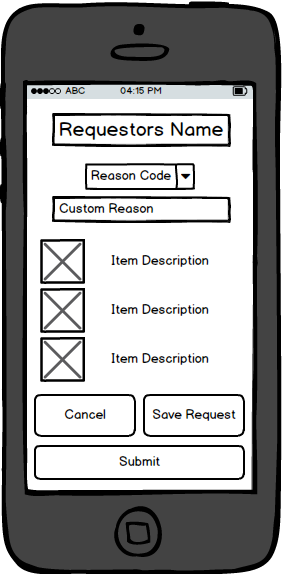 ABC 04:15 PM
Requestors Name
Reason Code
Custom Reason
Item Description
Item Description
Item Description
Cancel Save Request
Submit